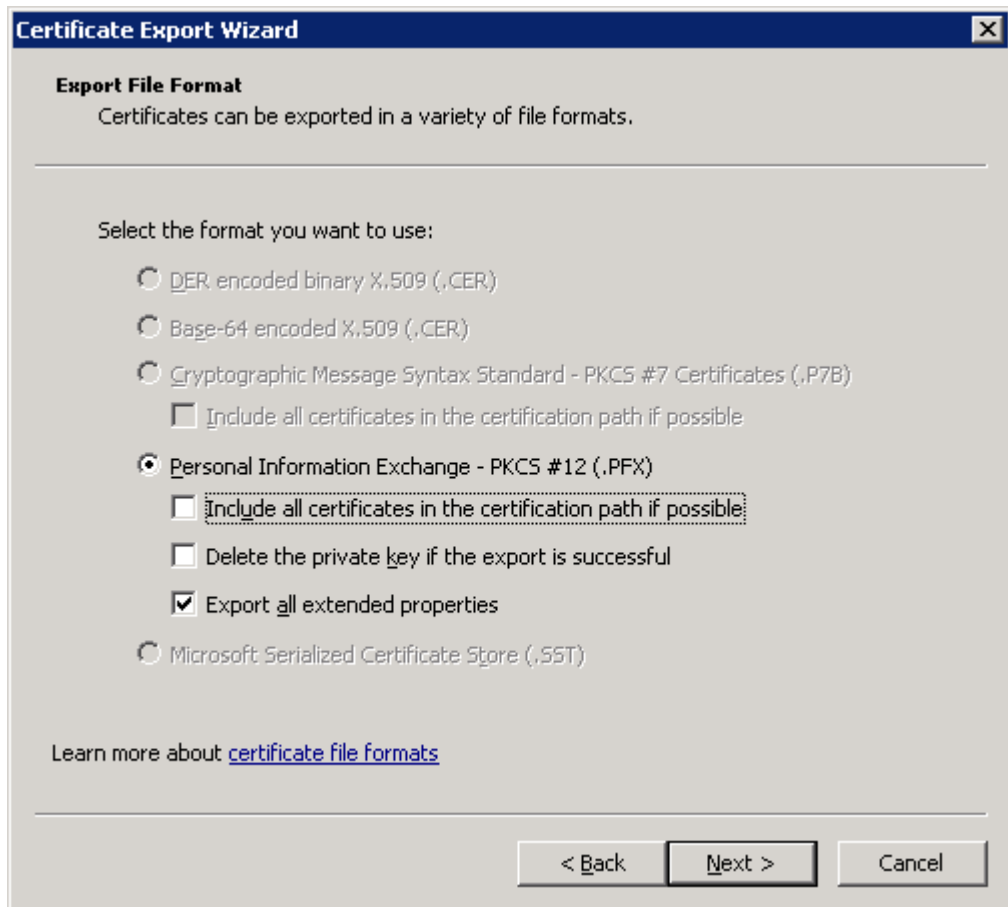 Certificate Export Wizard
Export File Format
Certificates can be exported in a variety of file formats.
Select the format you want to use:
DER encoded binary X.509 (.CER)
Base-64 encoded X.509 (.CER)
Cryptographic Message Syntax Standard - PKCS #7 Certificates (.P7B)
Include all certificates in the certification path if possible
Personal Information Exchange - PKCS #12 (.PFX)
Include all certificates in the certification path if possible
Delete the private key if the export is successful
Export all extended properties
Microsoft Serialized Certificate Store (.SST)
Learn more about certificate file formats
< Back Next > Cancel